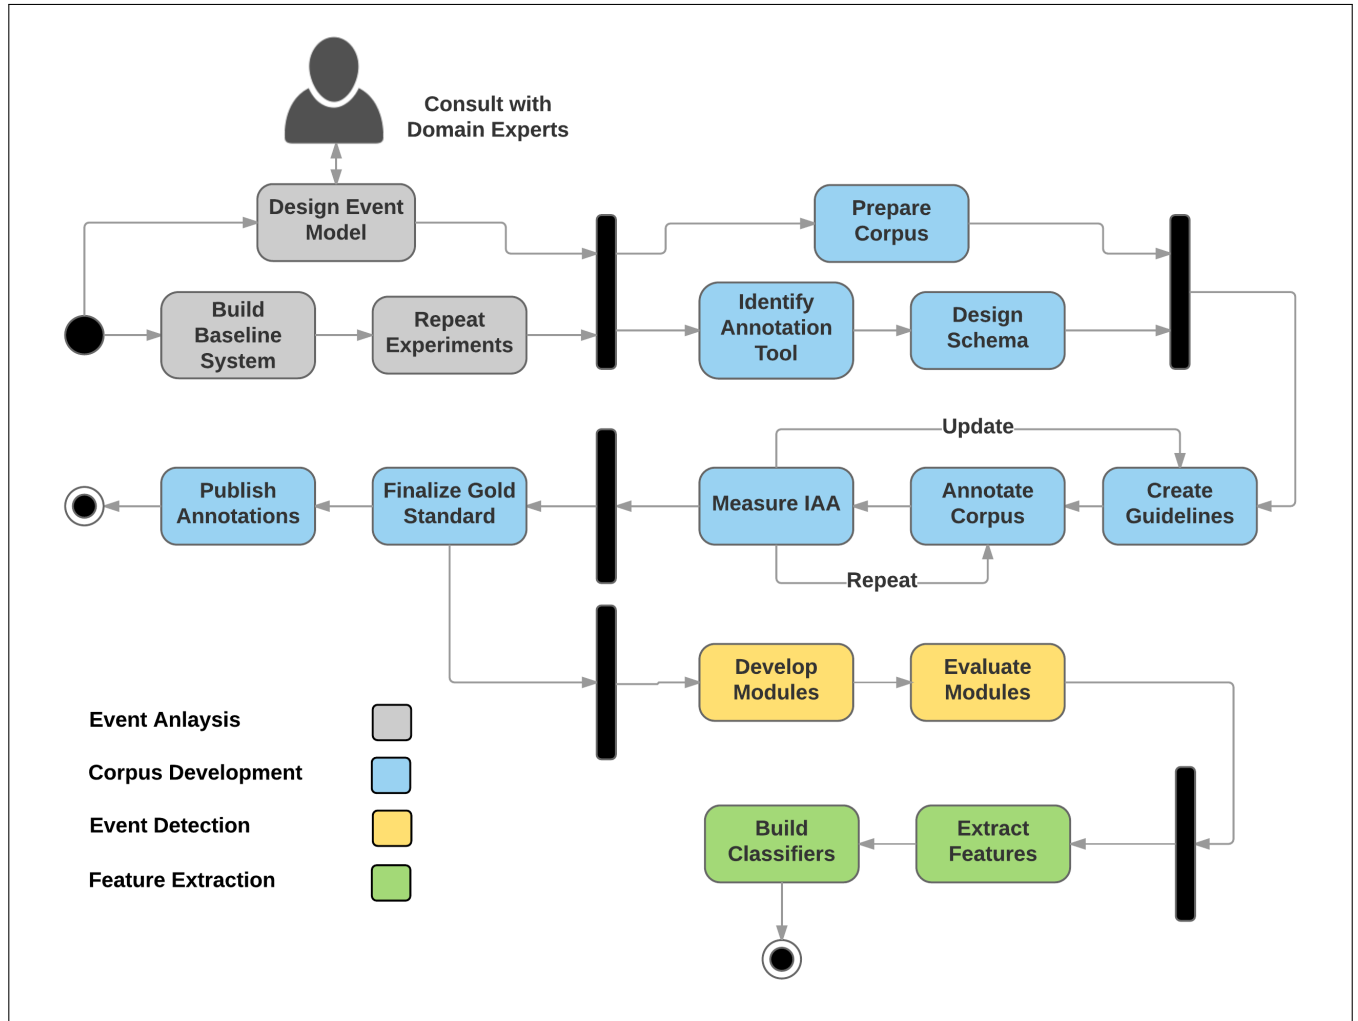 Consult with
Domain Experts
Design Event
Model
Prepare
Corpus
Build
Baseline
System
Repeat
Experiments
Identify
Annotation
Tool
Design
Schema
Update
Publish
Annotations
Finalize Gold
Standard
Measure IAA
Annotate
Corpus
Create
Guidelines
Repeat
Develop
Modules
Evaluate
Modules
Event Anlaysis
Corpus Development
Event Detection
Feature Extraction
Build
Classifiers
Extract
Features